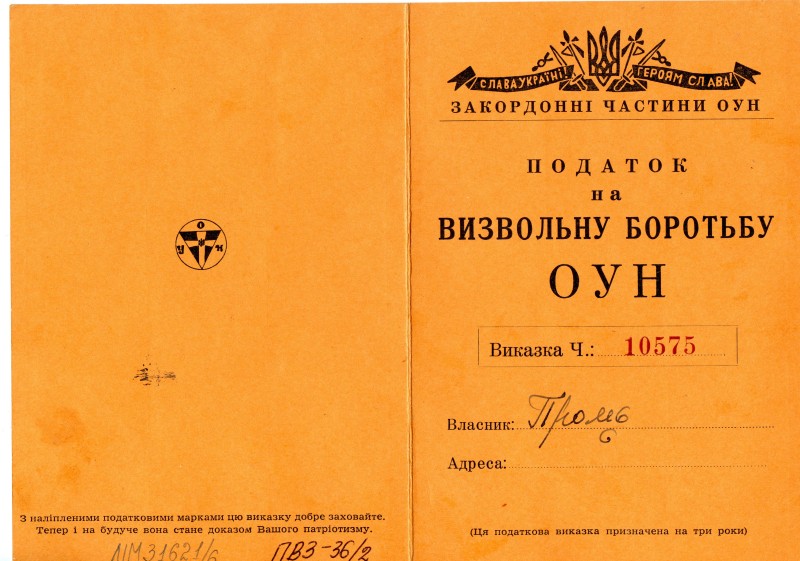 О
У Н
З наліпленими податковими марками цю виказку добре заховайте.
Тепер і на будуче вона стане доказом Вашого патріотизму.
ПМ31621/6
ПВЗ-36/2
СЛАВА УКРАЇНІ! ГЕРОЯМ СЛАВА!
ЗАКОРДОННІ ЧАСТИНИ ОУН
ПОДАТОК
на
ВИЗВОЛЬНУ БОРОТЬБУ
ОУН
Виказка Ч.: 10575
Власник:
Адреса:
(Ця податкова виказка призначена на три роки)